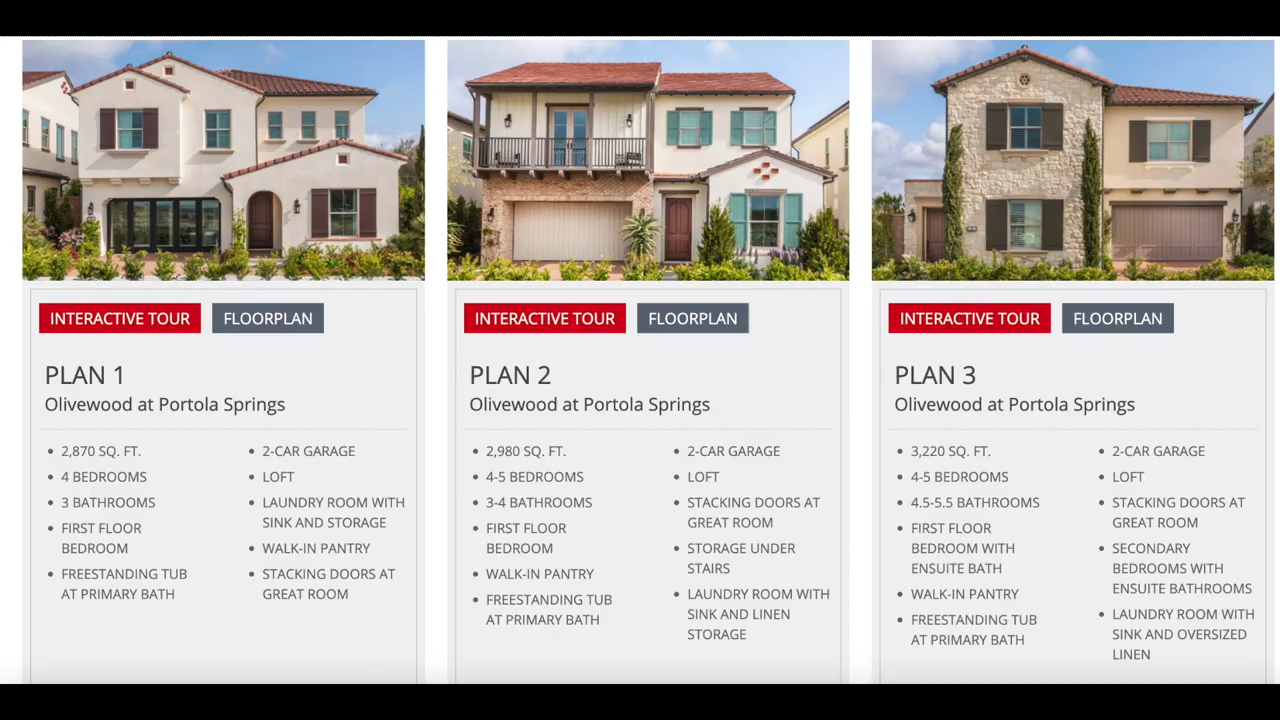 INTERACTIVE TOUR
FLOORPLAN
PLAN 1
Olivewood at Portola Springs
2,870 SQ. FT.
4 BEDROOMS
3 BATHROOMS
FIRST FLOOR
BEDROOM
FREESTANDING TUB
AT PRIMARY BATH
2-CAR GARAGE
LOFT
LAUNDRY ROOM WITH
SINK AND STORAGE
WALK-IN PANTRY
STACKING DOORS AT
GREAT ROOM
INTERACTIVE TOUR
FLOORPLAN
PLAN 2
Olivewood at Portola Springs
2,980 SQ. FT.
4-5 BEDROOMS
3-4 BATHROOMS
FIRST FLOOR
BEDROOM
WALK-IN PANTRY
FREESTANDING TUB
AT PRIMARY BATH
2-CAR GARAGE
LOFT
STACKING DOORS AT
GREAT ROOM
STORAGE UNDER
STAIRS
LAUNDRY ROOM WITH
SINK AND LINEN
STORAGE
INTERACTIVE TOUR
FLOORPLAN
PLAN 3
Olivewood at Portola Springs
3,220 SQ. FT.
4-5 BEDROOMS
4.5-5.5 BATHROOMS
FIRST FLOOR
BEDROOM WITH
ENSUITE BATH
WALK-IN PANTRY
FREESTANDING TUB
AT PRIMARY BATH
2-CAR GARAGE
LOFT
STACKING DOORS AT
GREAT ROOM
SECONDARY
BEDROOMS WITH
ENSUITE BATHROOMS
LAUNDRY ROOM WITH
SINK AND OVERSIZED
LINEN